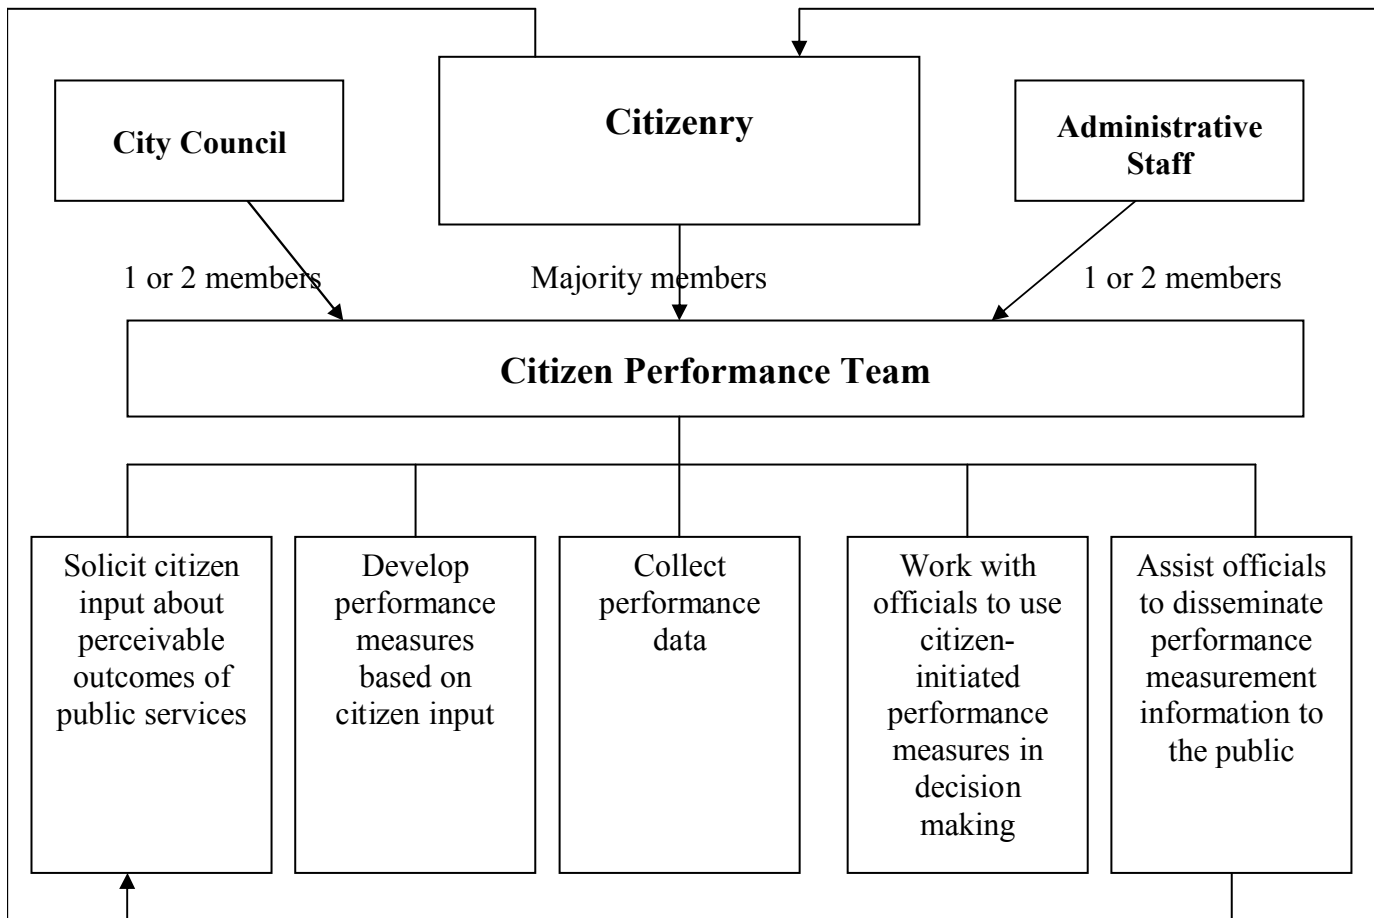 Citizenry
City Council
Administrative
Staff
1 or 2 members
Majority members
1 or 2 members
Citizen Performance Team
Solicit citizen
input about
perceivable
outcomes of
public services
Develop
performance
measures
based on
citizen input
Collect
performance
data
Work with
officials to use
citizen-
initiated
performance
measures in
decision
making
Assist officials
to disseminate
performance
measurement
information to
the public